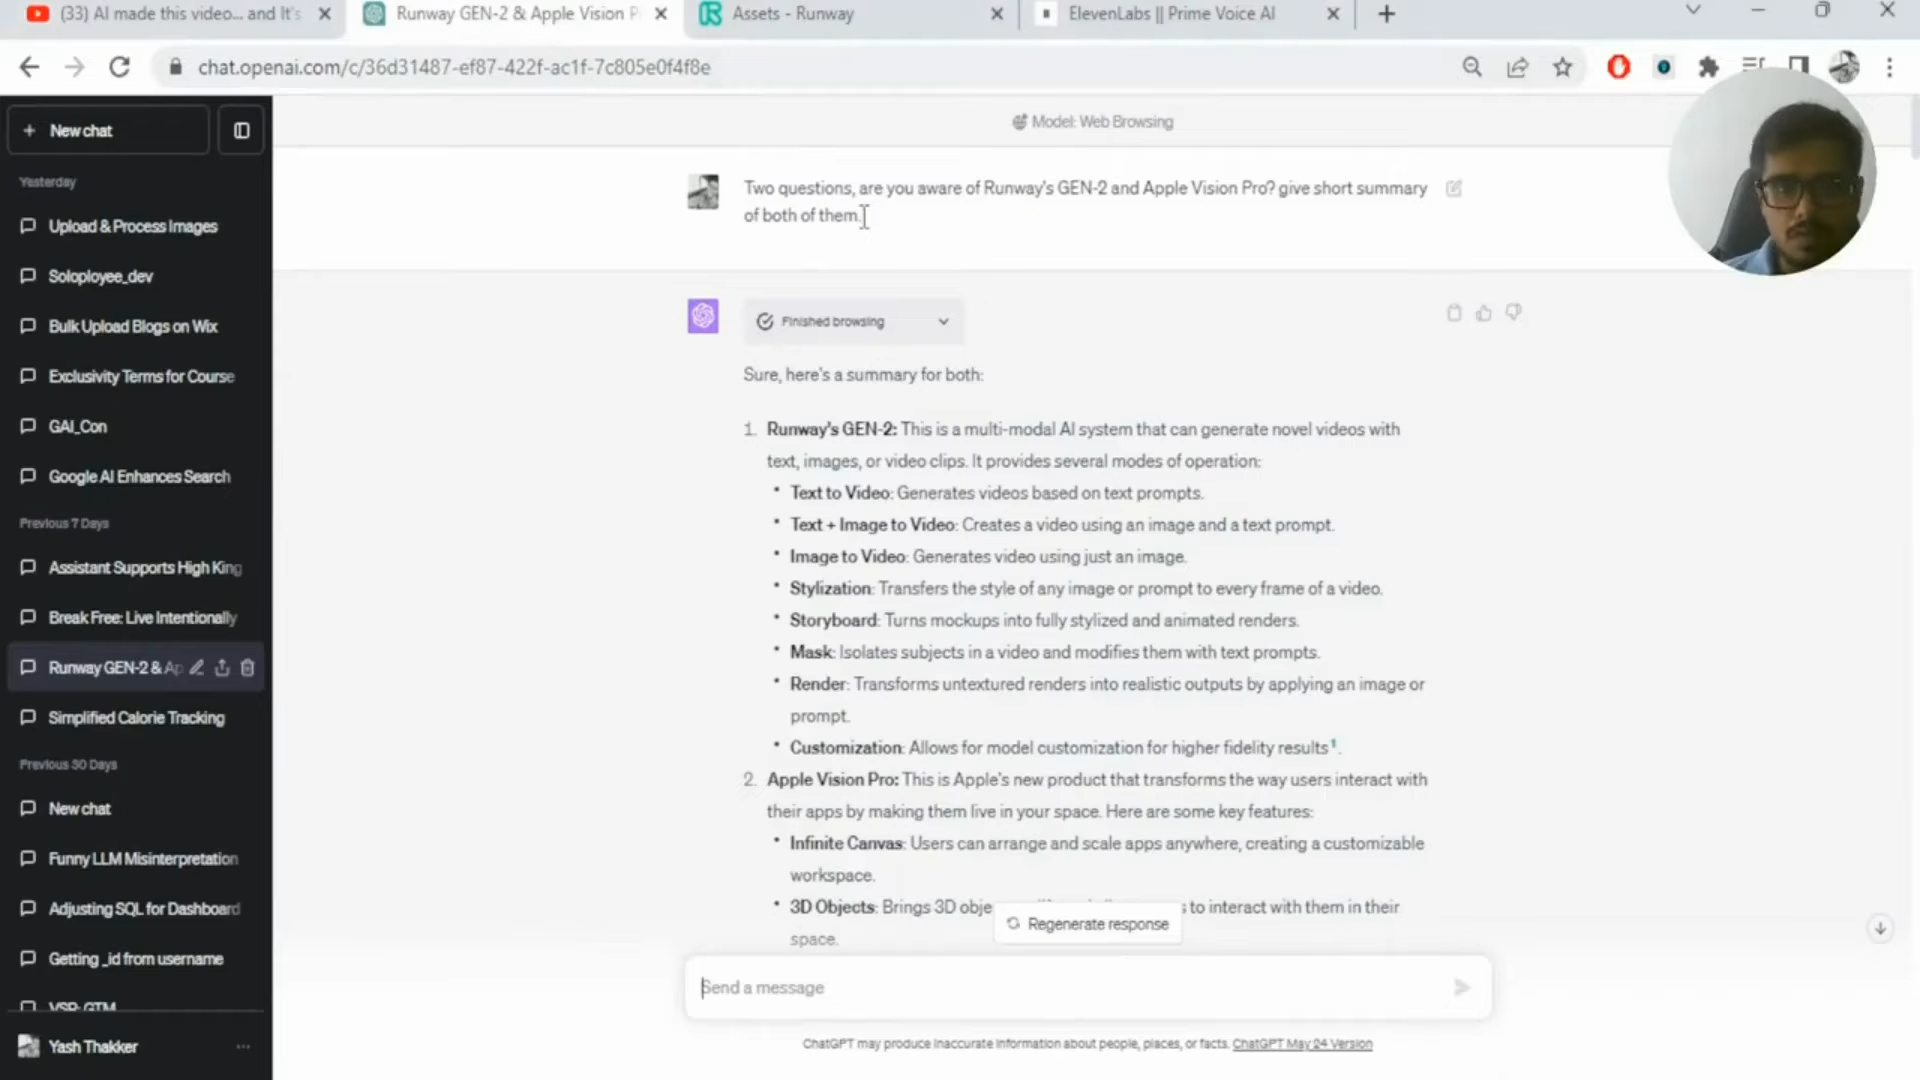 (33) AI made this video... and It's
Runway GEN-2 & Apple Vision P
Assets - Runway
ElevenLabs || Prime Voice AI
chat.openai.com/c/36d31487-ef87-422f-ac1f-7c805e0f4f8e
New chat
Yesterday
Upload & Process Images
Soloployee_dev
Bulk Upload Blogs on Wix
Exclusivity Terms for Course
GAI_Con
Google AI Enhances Search
Previous 7 Days
Assistant Supports High King
Break Free: Live Intentionally
Runway GEN-2 & Ap
Simplified Calorie Tracking
Previous 30 Days
New chat
Funny LLM Misinterpretation
Adjusting SQL for Dashboard
Getting _id from username
VSP: GTM
Yash Thakker
Model: Web Browsing
Two questions, are you aware of Runway's GEN-2 and Apple Vision Pro? give short summary
of both of them.
Finished browsing
Sure, here's a summary for both:
1. Runway's GEN-2: This is a multi-modal AI system that can generate novel videos with
text, images, or video clips. It provides several modes of operation:
• Text to Video: Generates videos based on text prompts.
• Text + Image to Video: Creates a video using an image and a text prompt.
• Image to Video: Generates video using just an image.
• Stylization: Transfers the style of any image or prompt to every frame of a video.
• Storyboard: Turns mockups into fully stylized and animated renders.
• Mask: Isolates subjects in a video and modifies them with text prompts.
• Render: Transforms untextured renders into realistic outputs by applying an image or
prompt.
• Customization: Allows for model customization for higher fidelity results¹.
2. Apple Vision Pro: This is Apple's new product that transforms the way users interact with
their apps by making them live in your space. Here are some key features:
• Infinite Canvas: Users can arrange and scale apps anywhere, creating a customizable
workspace.
• 3D Objects: Brings 3D obje to interact with them in their
space.
Regenerate response
Send a message
ChatGPT may produce inaccurate information about people, places, or facts. ChatGPT May 24 Version